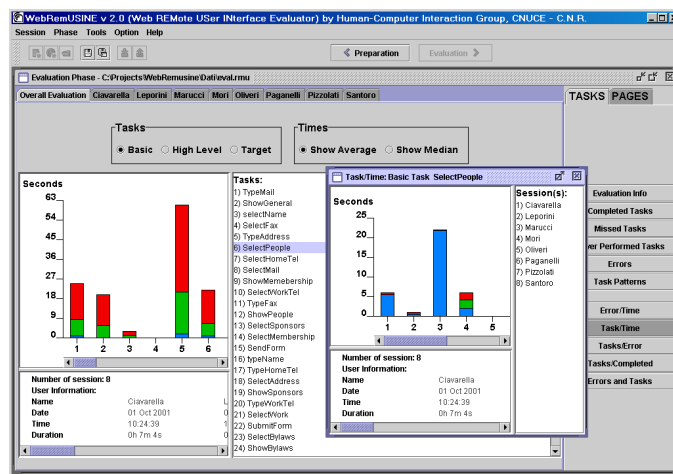 WebRemUSINE v 2.0 (Web REMote USer INterface Evaluator) by Human-Computer Interaction Group, CNUCE - C.N.R.
Session Phase Tools Option Help
Preparation
Evaluation
Evaluation Phase - C:\Projects\WebRemusine\Dati\eval.rmu
Overall Evaluation Ciavarella Leporini Marucci Mori Oliveri Paganelli Pizzolati Santoro
TASKS PAGES
Tasks
Basic High Level Target
Times
Show Average Show Median
Seconds
63
54
45
36
27
18
9
0
1 2 3 4 5 6
Number of session: 8
User Information:
Name Ciavarella L
Date 01 Oct 2001 0
Time 10:24:39 1
Duration 0h 7m 4s 0
Tasks:
1) TypeMail
2) ShowGeneral
3) selectName
4) SelectFax
5) TypeAddress
6) SelectPeople
7) SelectHomeTel
8) SelectMail
9) ShowMemebership
10) SelectWorkTel
11) TypeFax
12) ShowPeople
13) SelectSponsors
14) SelectMembership
15) SendForm
16) typeName
17) TypeHomeTel
18) SelectAddress
19) ShowSponsors
20) TypeWorkTel
21) SelectWork
22) SubmitForm
23) SelectBylaws
24) ShowBylaws
Task/Time: Basic Task SelectPeople
Seconds
25
20
15
10
5
0
1 2 3 4 5
Number of session: 8
User Information:
Name Ciavarella
Date 01 Oct 2001
Time 10:24:39
Duration 0h 7m 4s
Session(s):
1) Ciavarella
2) Leporini
3) Marucci
4) Mori
5) Oliveri
6) Paganelli
7) Pizzolati
8) Santoro
Evaluation Info
Completed Tasks
Missed Tasks
Performed Tasks
Errors
Task Patterns
Error/Time
Task/Time
Tasks/Error
Tasks/Completed
Errors and Tasks